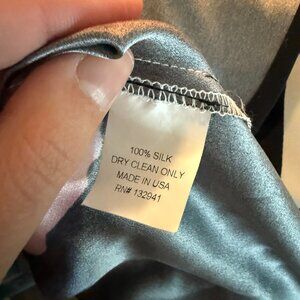 100% SILK
DRY CLEAN ONLY
MADE IN USA
RN# 132941